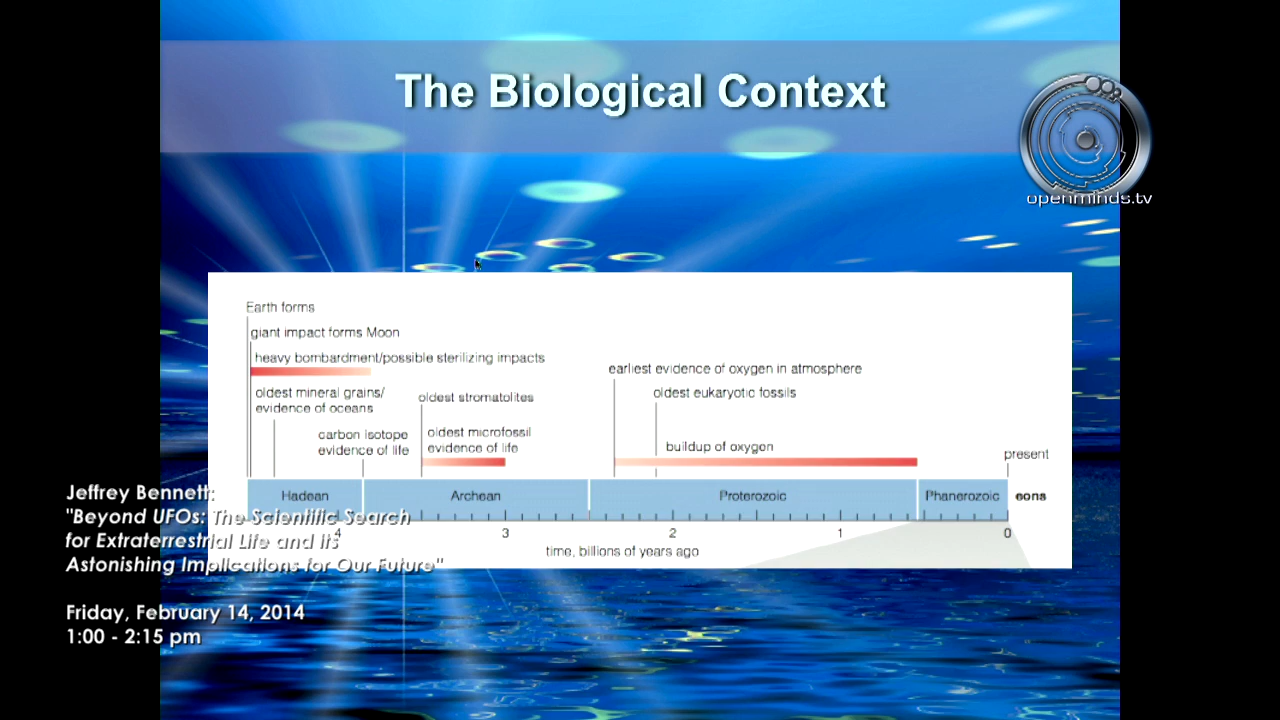 The Biological Context
openminds.tv
Earth forms
giant impact forms Moon
heavy bombardment/possible sterilizing impacts
oldest mineral grains/
evidence of oceans
carbon isotope
evidence of life
oldest stromatolites
oldest microfossil
evidence of life
earliest evidence of oxygen in atmosphere
oldest eukaryotic fossils
buildup of oxygen
present
Hadean Archean Proterozoic Phanerozoic eons
4 3 2 1 0
time, billions of years ago
Jeffrey Bennett:
"Beyond UFOs: The Scientific Search
for Extraterrestrial Life and Its
Astonishing Implications for Our Future"
Friday, February 14, 2014
1:00 - 2:15 pm